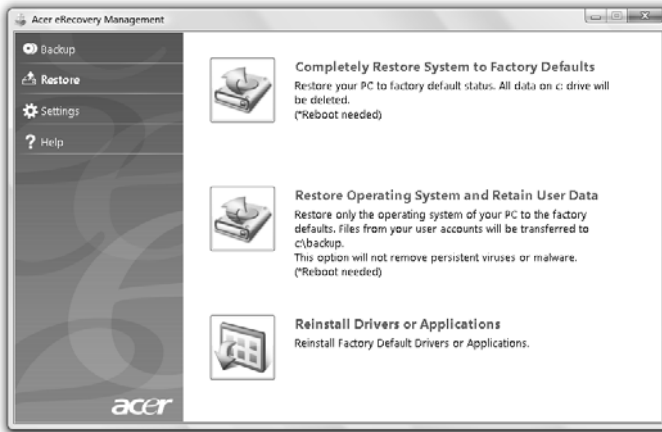 Acer eRecovery Management
Backup
Restore
Settings
Help
Completely Restore System to Factory Defaults
Restore your PC to factory default status. All data on c: drive will
be deleted.
(*Reboot needed)
Restore Operating System and Retain User Data
Restore only the operating system of your PC to the factory
defaults. Files from your user accounts will be transferred to
c:\backup.
This option will not remove persistent viruses or malware.
(*Reboot needed)
Reinstall Drivers or Applications
Reinstall Factory Default Drivers or Applications.
acer